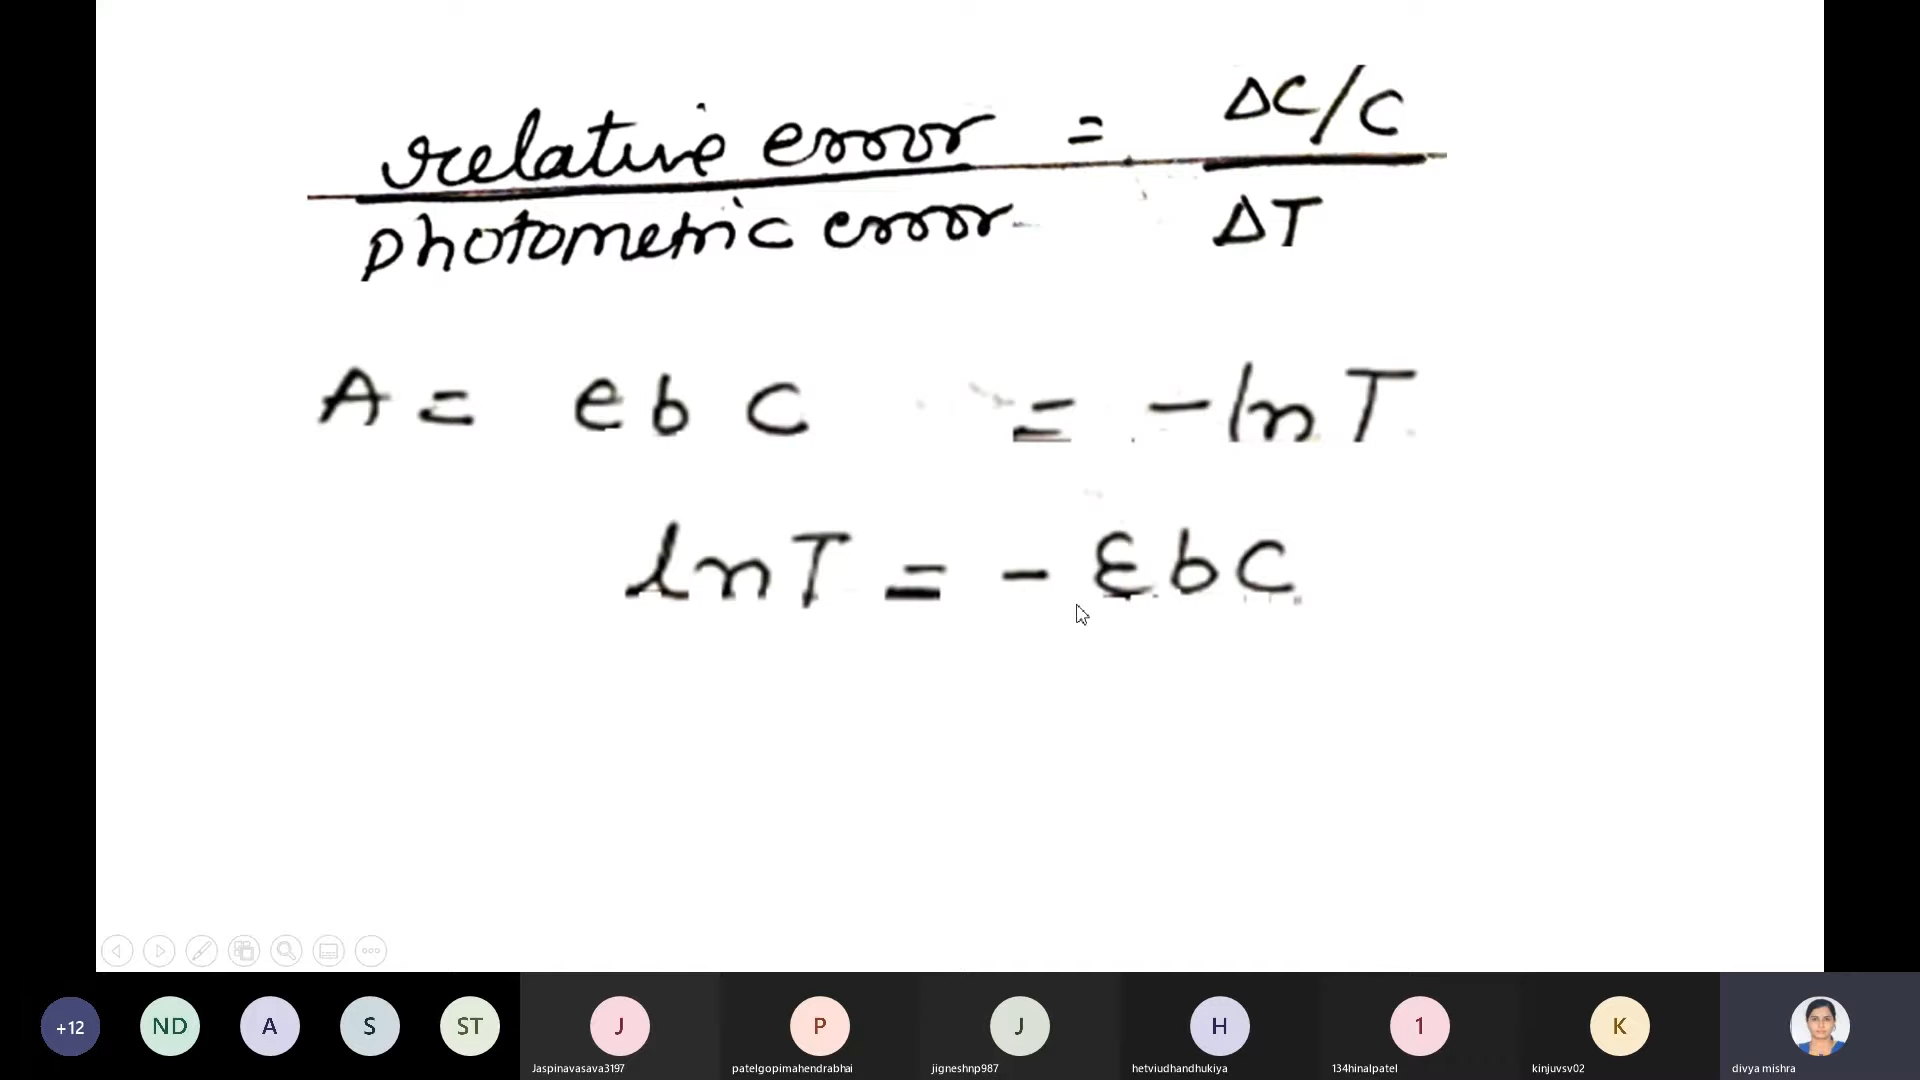 relative error = ΔC/C
photometric error ΔT
A = ebC = -lnT
lnT = - εbC
+12 ND A S ST J P J H 1 K
Jaspinavasava3197 patelgopimahendrabhai jigneshnp987 hetviudhandhukiya 134hinalpatel kinjuvsv02 divya mishra